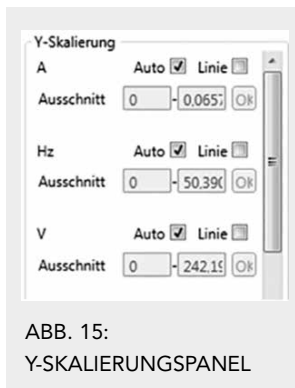 Y-Skalierung
A Auto Linie
Ausschnitt 0 - 0,0657 Ok
Hz Auto Linie
Ausschnitt 0 - 50,390 Ok
V Auto Linie
Ausschnitt 0 - 242,19 Ok
ABB. 15:
Y-SKALIERUNGSPANEL